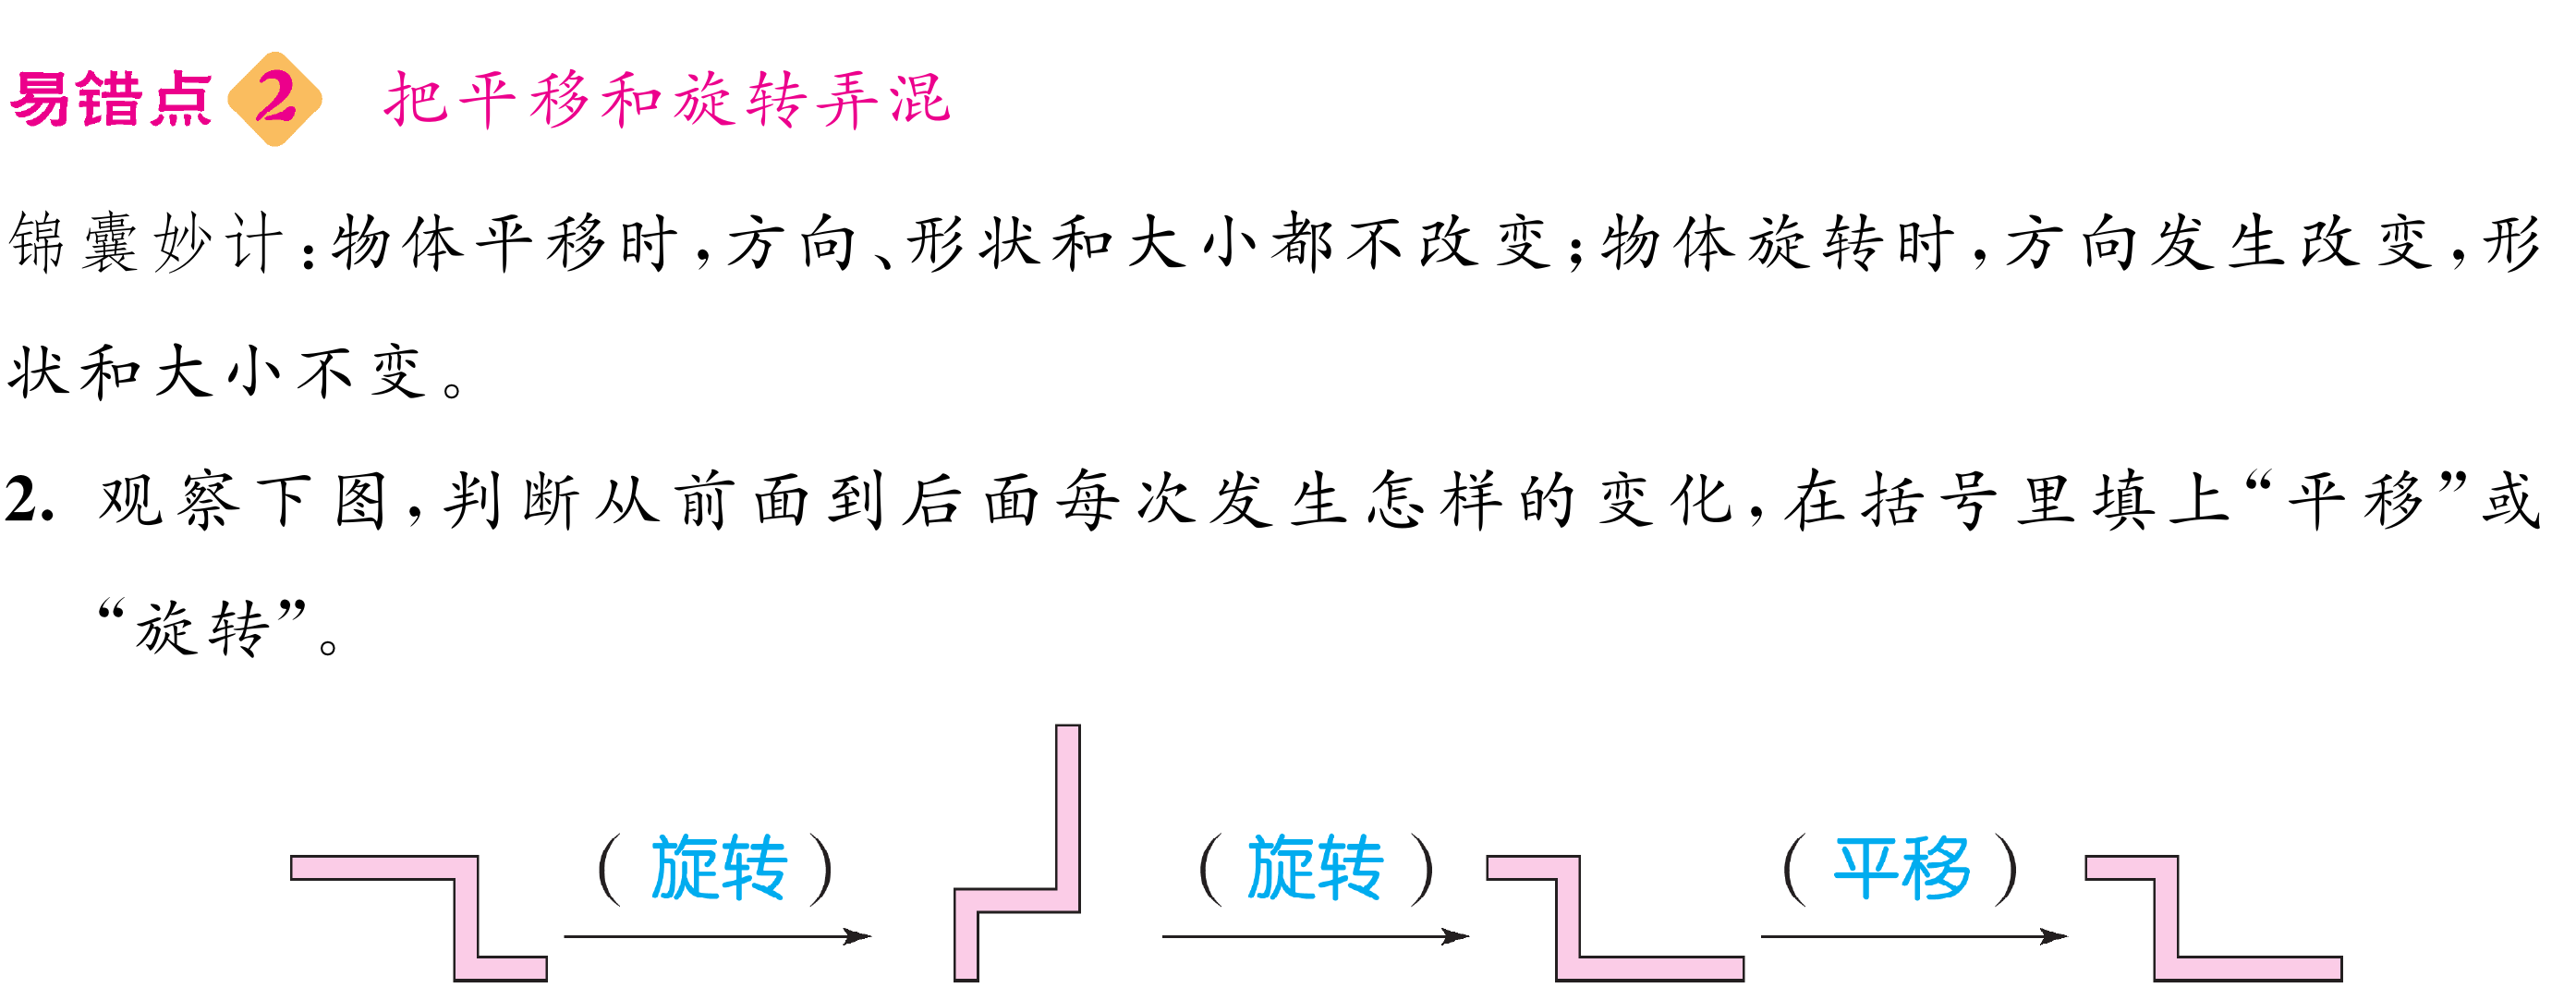 易错点2 把平移和旋转弄混
锦囊妙计:物体平移时,方向、形状和大小都不改变;物体旋转时,方向发生改变,形
状和大小不变。
2. 观察下图,判断从前面到后面每次发生怎样的变化,在括号里填上“平移”或
“旋转”。
(旋转) (旋转) (平移)